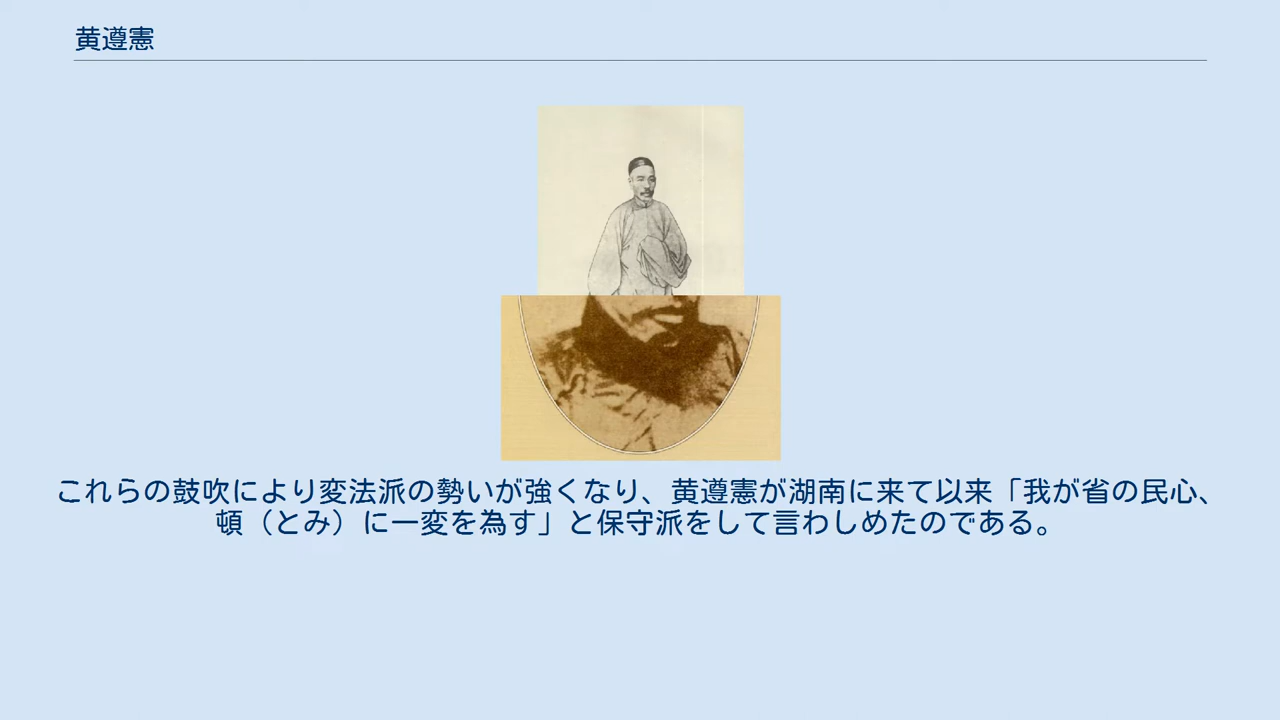 黄遵憲
これらの鼓吹により変法派の勢いが強くなり、黄遵憲が湖南に来て以来「我が省の民心、
頓（とみ）に一変を為す」と保守派をして言わしめたのである。